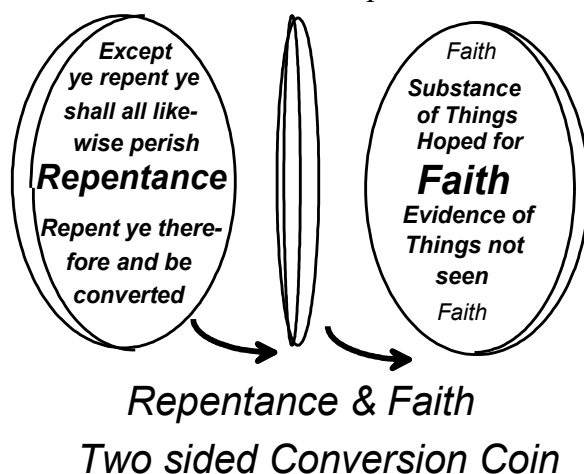 Except
ye repent ye
shall all like-
wise perish
Repentance
Repent ye there-
fore and be
converted
Faith
Substance
of Things
Hoped for
Faith
Evidence of
Things not
seen
Faith
Repentance & Faith
Two sided Conversion Coin